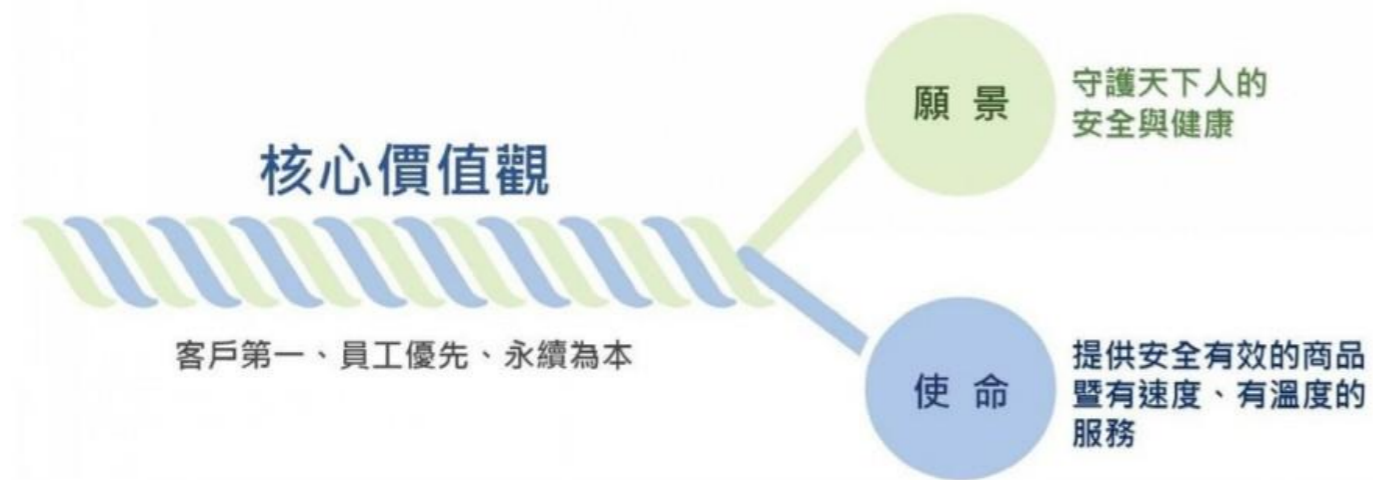 核心價值觀
客戶第一、員工優先、永續為本
願景
守護天下人的
安全與健康
使命
提供安全有效的商品
暨有速度、有溫度的
服務